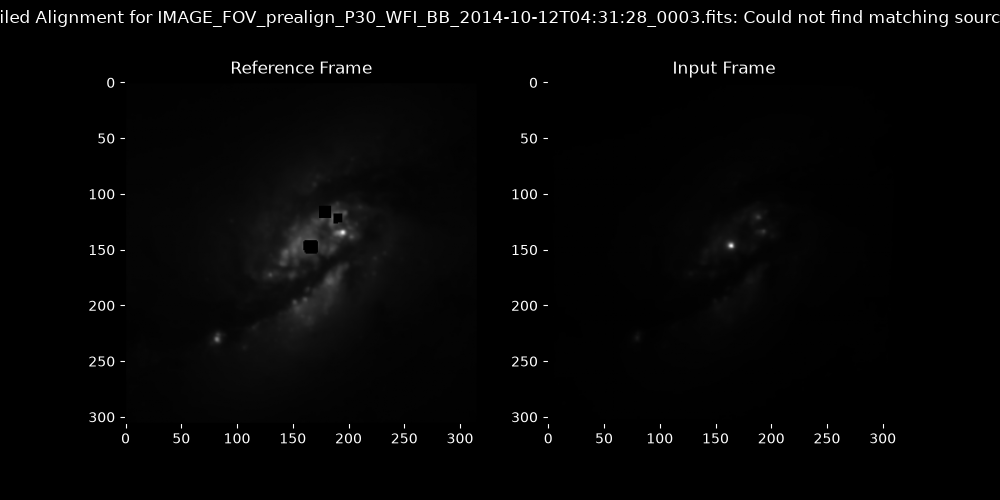 iled Alignment for IMAGE_FOV_prealign_P30_WFI_BB_2014-10-12T04:31:28_0003.fits: Could not find matching sourc
Reference Frame
Input Frame
0
50
100
150
200
250
300
0 50 100 150 200 250 300
0
50
100
150
200
250
300
0 50 100 150 200 250 300